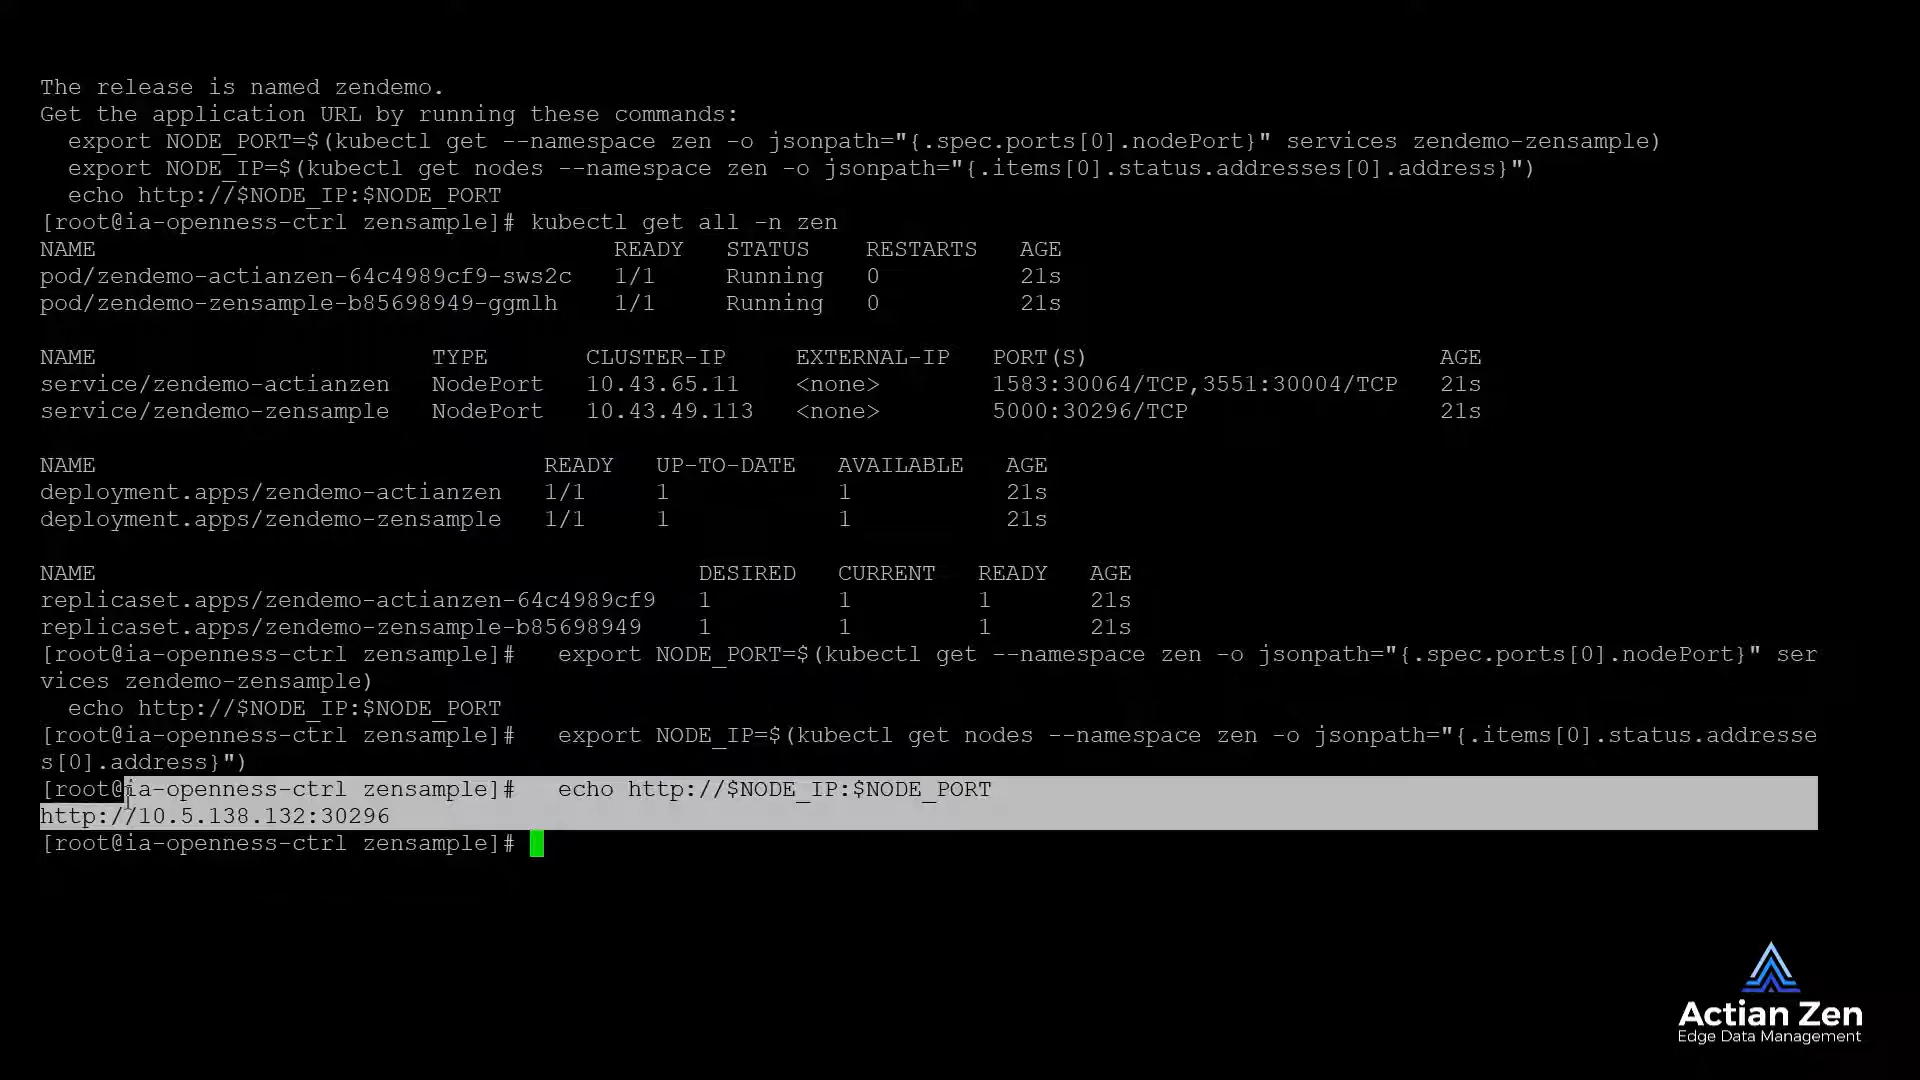 The release is named zendemo.
Get the application URL by running these commands:
  export NODE_PORT=$(kubectl get --namespace zen -o jsonpath="{.spec.ports[0].nodePort}" services zendemo-zensample)
  export NODE_IP=$(kubectl get nodes --namespace zen -o jsonpath="{.items[0].status.addresses[0].address}")
  echo http://$NODE_IP:$NODE_PORT
[root@ia-openness-ctrl zensample]# kubectl get all -n zen
NAME                                     READY   STATUS    RESTARTS   AGE
pod/zendemo-actianzen-64c4989cf9-sws2c   1/1     Running   0          21s
pod/zendemo-zensample-b85698949-ggmlh    1/1     Running   0          21s

NAME                        TYPE       CLUSTER-IP     EXTERNAL-IP   PORT(S)                         AGE
service/zendemo-actianzen   NodePort   10.43.65.11    <none>        1583:30064/TCP,3551:30004/TCP   21s
service/zendemo-zensample   NodePort   10.43.49.113   <none>        5000:30296/TCP                  21s

NAME                                READY   UP-TO-DATE   AVAILABLE   AGE
deployment.apps/zendemo-actianzen   1/1     1            1           21s
deployment.apps/zendemo-zensample   1/1     1            1           21s

NAME                                           DESIRED   CURRENT   READY   AGE
replicaset.apps/zendemo-actianzen-64c4989cf9   1         1         1       21s
replicaset.apps/zendemo-zensample-b85698949    1         1         1       21s
[root@ia-openness-ctrl zensample]#   export NODE_PORT=$(kubectl get --namespace zen -o jsonpath="{.spec.ports[0].nodePort}" ser
vices zendemo-zensample)
  echo http://$NODE_IP:$NODE_PORT
[root@ia-openness-ctrl zensample]#   export NODE_IP=$(kubectl get nodes --namespace zen -o jsonpath="{.items[0].status.addresse
s[0].address}")
[root@ia-openness-ctrl zensample]#   echo http://$NODE_IP:$NODE_PORT
http://10.5.138.132:30296
[root@ia-openness-ctrl zensample]#
Actian Zen
Edge Data Management